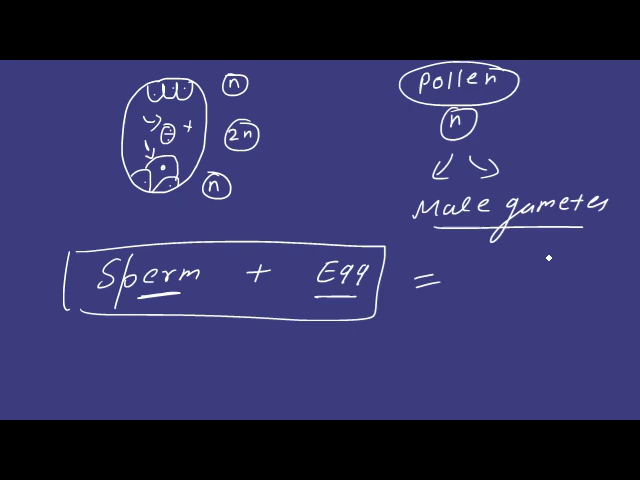 n
Pollen
n
2n
n
Male gametes
Sperm + Egg =